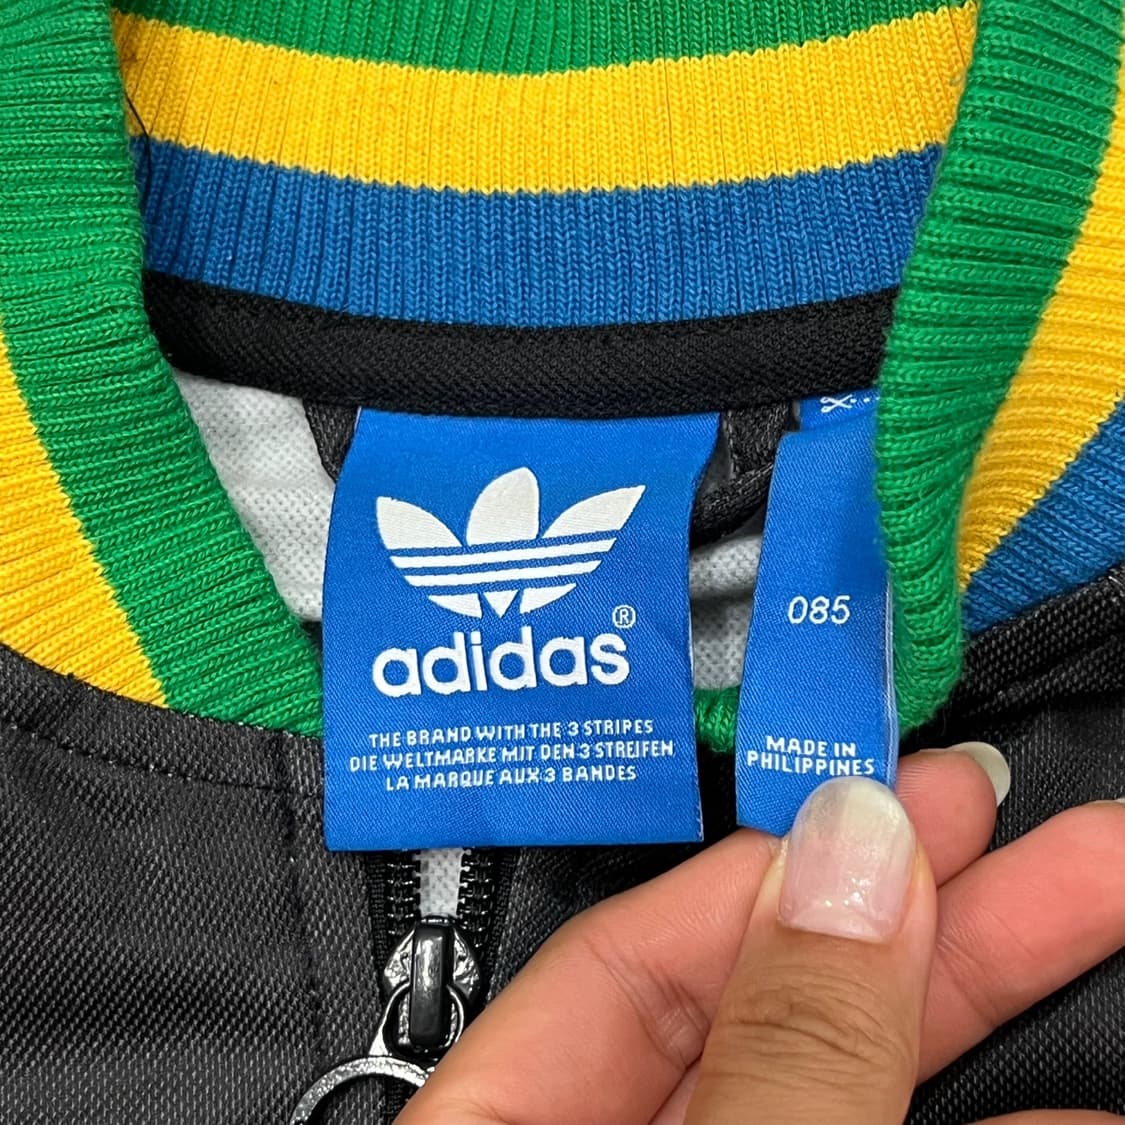 adidas®
THE BRAND WITH THE 3 STRIPES
DIE WELTMARKE MIT DEN 3 STREIFEN
LA MARQUE AUX 3 BANDES
085
MADE IN
PHILIPPINES